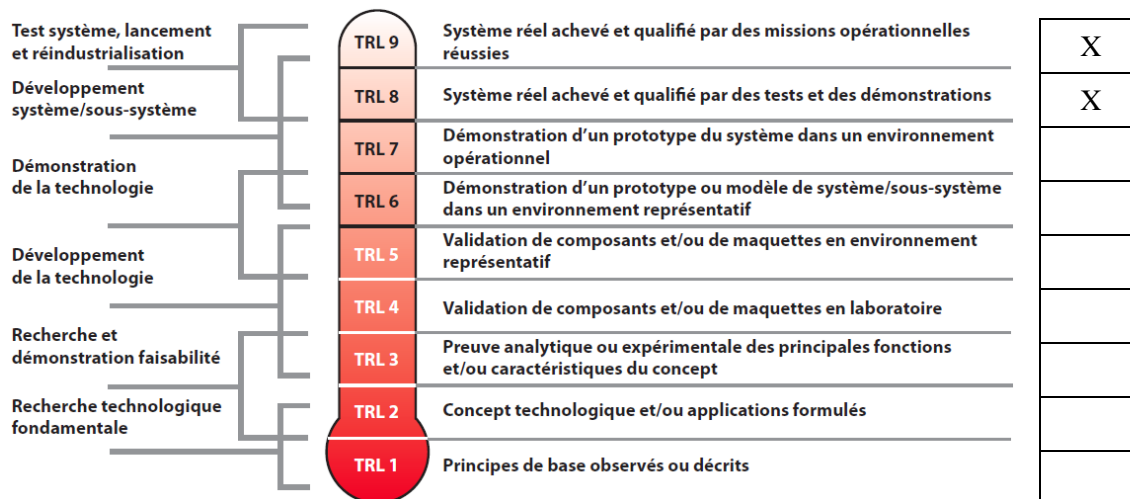 Test système, lancement
et réindustrialisation
TRL 9
Système réel achevé et qualifié par des missions opérationnelles
réussies
X
Développement
système/sous-système
TRL 8
Système réel achevé et qualifié par des tests et des démonstrations
X
TRL 7
Démonstration d’un prototype du système dans un environnement
opérationnel
Démonstration
de la technologie
TRL 6
Démonstration d’un prototype ou modèle de système/sous-système
dans un environnement représentatif
Développement
de la technologie
TRL 5
Validation de composants et/ou de maquettes en environnement
représentatif
TRL 4
Validation de composants et/ou de maquettes en laboratoire
Recherche et
démonstration faisabilité
TRL 3
Preuve analytique ou expérimentale des principales fonctions
et/ou caractéristiques du concept
Recherche technologique
fondamentale
TRL 2
Concept technologique et/ou applications formulés
TRL 1
Principes de base observés ou décrits